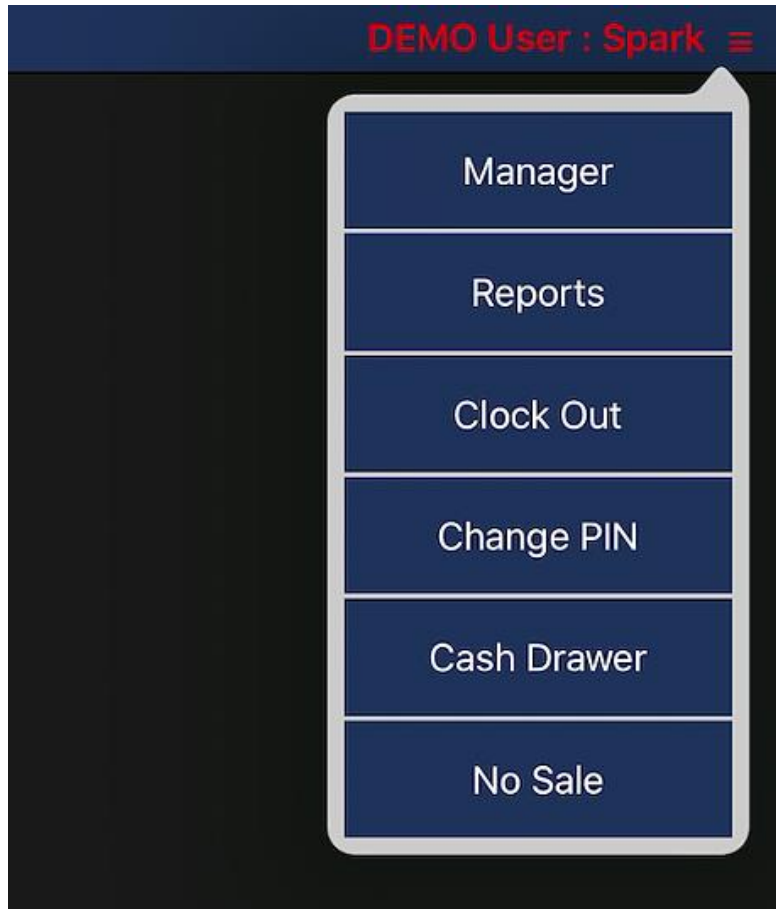 DEMO User : Spark
Manager
Reports
Clock Out
Change PIN
Cash Drawer
No Sale